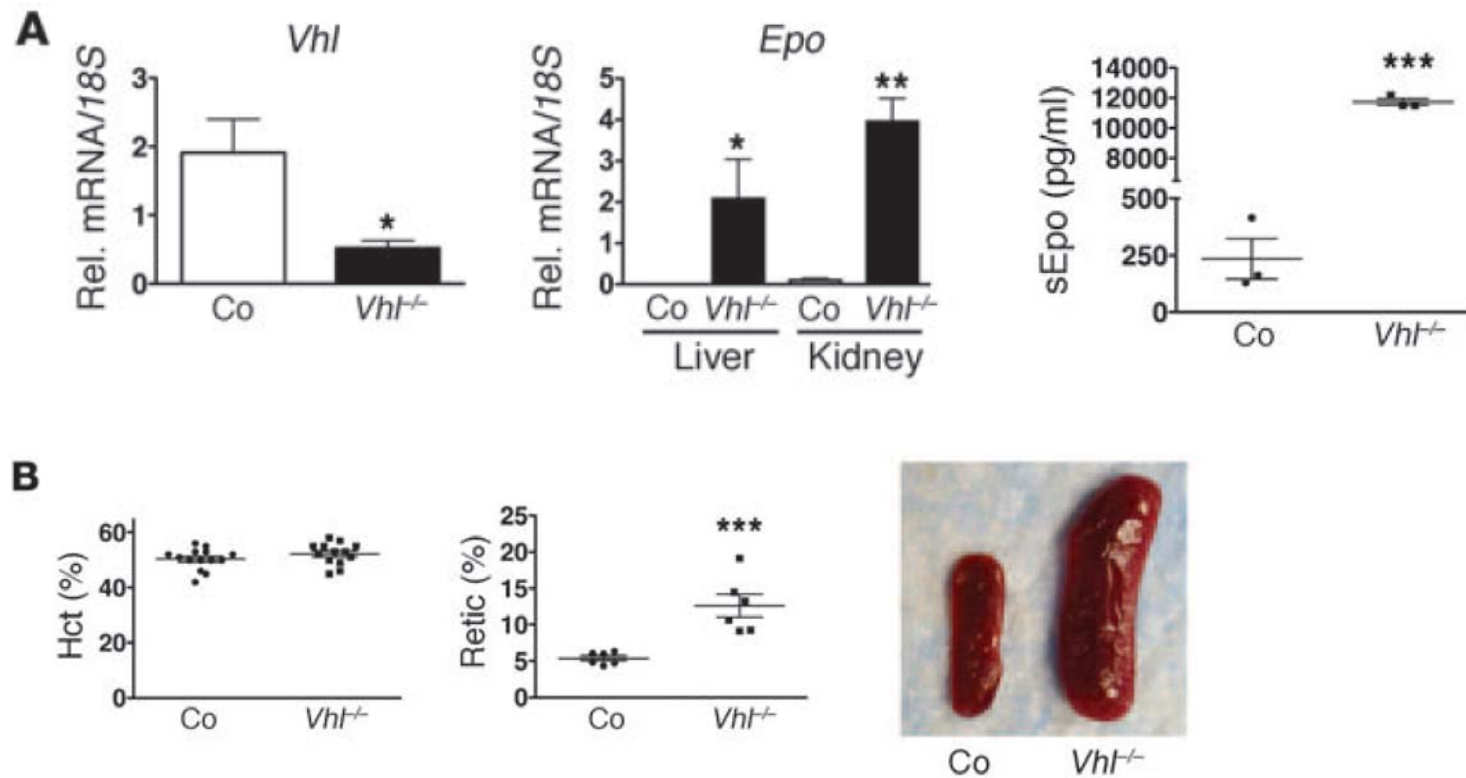 A
Vhl
Rel. mRNA/18S
3
2
1
0
*
Co
Vhl–/–
Epo
Rel. mRNA/18S
5
4
3
2
1
0
*
**
Co Vhl–/– Co Vhl–/–
Liver Kidney
sEpo (pg/ml)
14000
12000
10000
8000
500
250
0
***
Co
Vhl–/–
B
Hct (%)
60
40
20
0
Co
Vhl–/–
Retic (%)
25
20
15
10
5
0
***
Co
Vhl–/–
Co
Vhl–/–